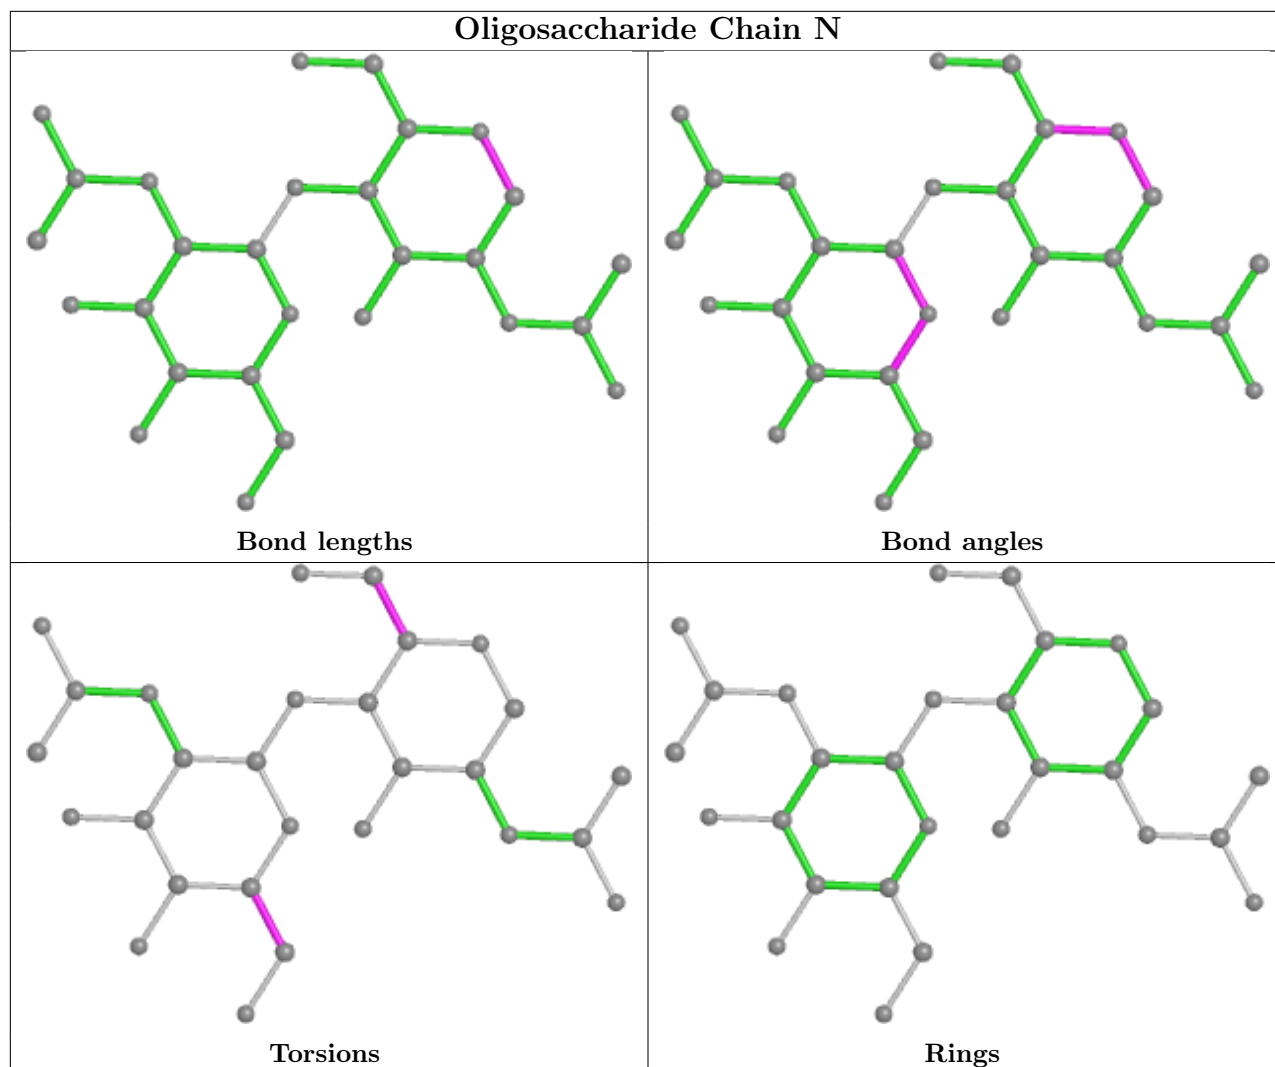 Oligosaccharide Chain N
Bond lengths
Bond angles
Torsions
Rings